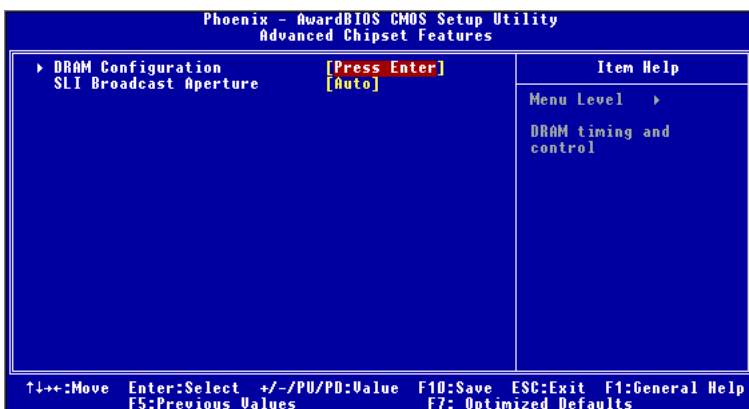 Phoenix - AwardBIOS CMOS Setup Utility
Advanced Chipset Features
▸ DRAM Configuration [Press Enter]
SLI Broadcast Aperture [Auto]
Item Help
Menu Level ▸
DRAM timing and
control
↑↓→←:Move Enter:Select +/-/PU/PD:Value F10:Save ESC:Exit F1:General Help
F5:Previous Values F7: Optimized Defaults